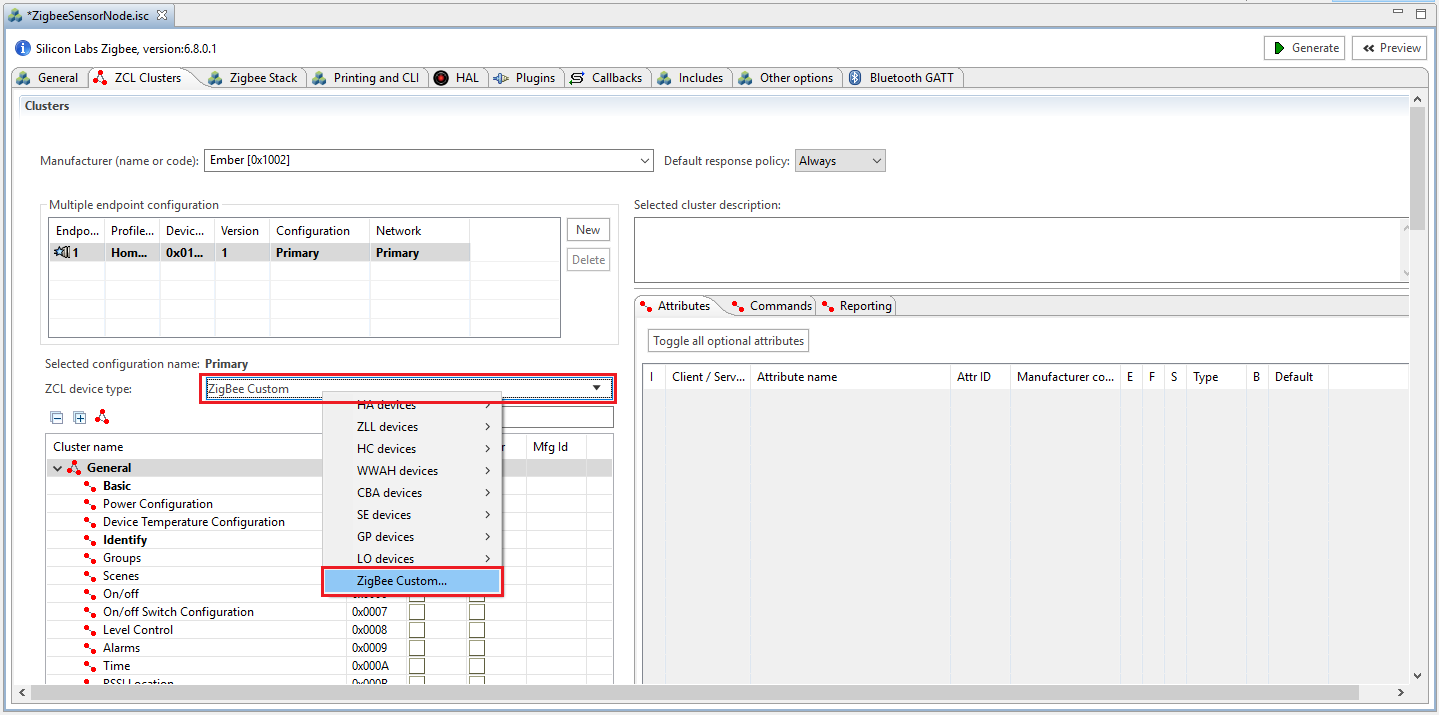 *ZigbeeSensorNode.isc
Silicon Labs Zigbee, version:6.8.0.1
Generate
Preview
General
ZCL Clusters
Zigbee Stack
Printing and CLI
HAL
Plugins
Callbacks
Includes
Other options
Bluetooth GATT
Clusters
Manufacturer (name or code): Ember [0x1002] Default response policy: Always
Multiple endpoint configuration
Endpo... Profile... Devic... Version Configuration Network
1 Hom... 0x01... 1 Primary Primary
New
Delete
Selected cluster description:
Selected configuration name: Primary
ZCL device type: ZigBee Custom
HA devices
ZLL devices
HC devices
WWAH devices
CBA devices
SE devices
GP devices
LO devices
ZigBee Custom...
Cluster name
Mfg Id
General
Basic
Power Configuration
Device Temperature Configuration
Identify
Groups
Scenes
On/off
On/off Switch Configuration 0x0007
Level Control 0x0008
Alarms 0x0009
Time 0x000A
RSSI Location 0x000B
Attributes
Commands
Reporting
Toggle all optional attributes
I Client / Serv... Attribute name Attr ID Manufacturer co... E F S Type B Default